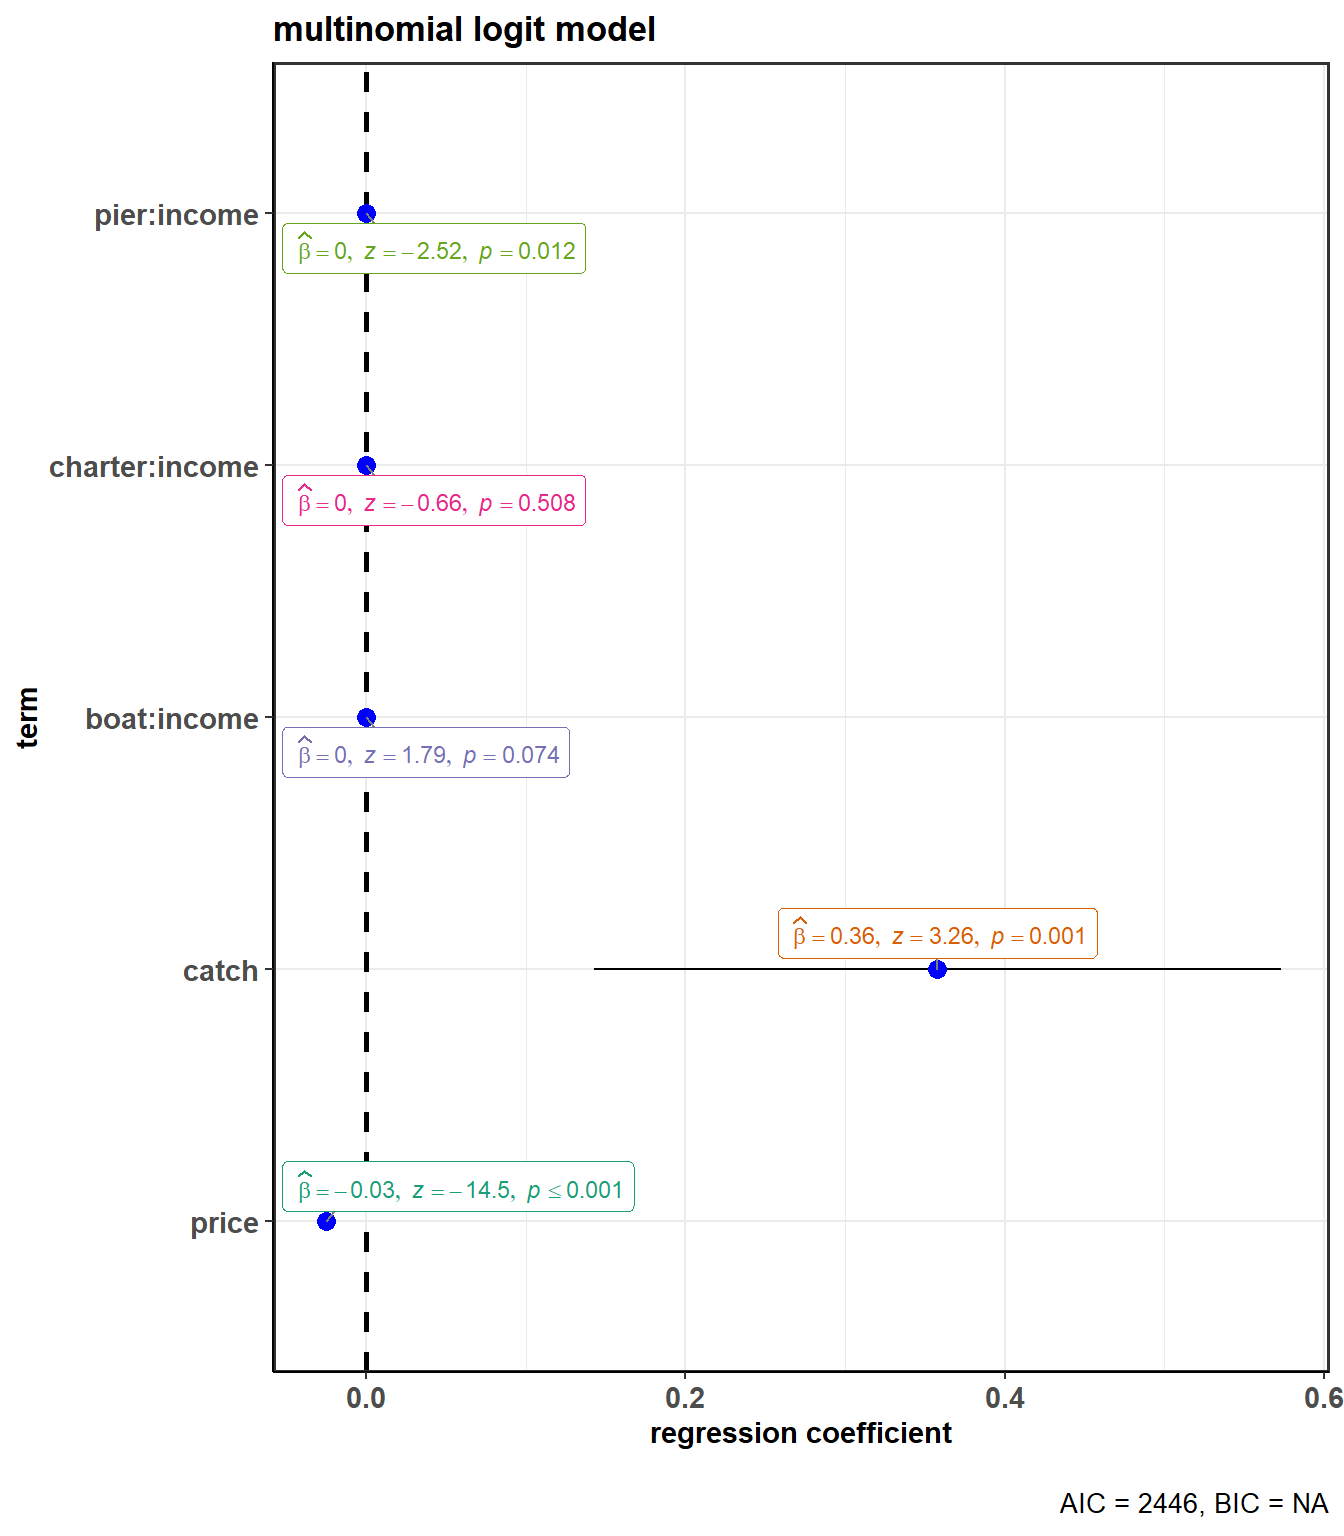 multinomial logit model
term
pier:income
β̂ = 0, z = −2.52, p = 0.012
charter:income
β̂ = 0, z = −0.66, p = 0.508
boat:income
β̂ = 0, z = 1.79, p = 0.074
catch
β̂ = 0.36, z = 3.26, p = 0.001
price
β̂ = −0.03, z = −14.5, p ≤ 0.001
0.0 0.2 0.4 0.6
regression coefficient
AIC = 2446, BIC = NA